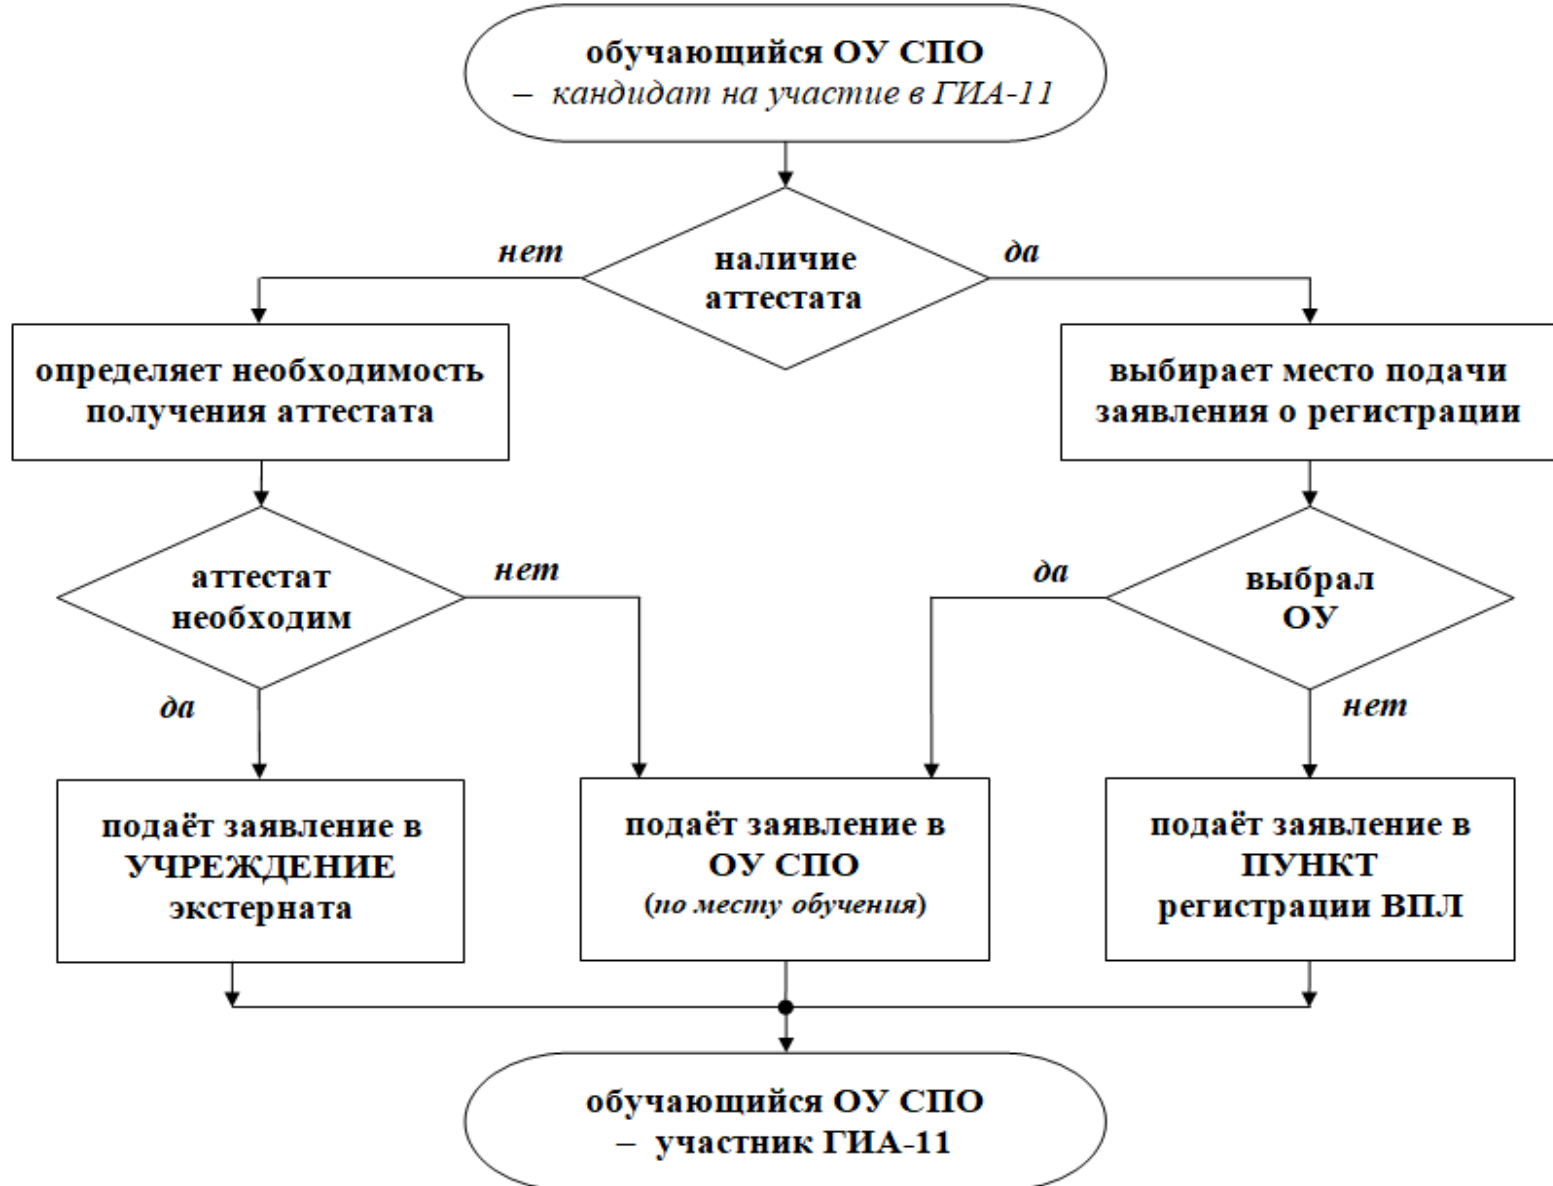 обучающийся ОУ СПО
– кандидат на участие в ГИА-11
нет
да
наличие
аттестата
определяет необходимость
получения аттестата
выбирает место подачи
заявления о регистрации
аттестат
необходим
нет
да
выбрал
ОУ
да
нет
подаёт заявление в
УЧРЕЖДЕНИЕ
экстерната
подаёт заявление в
ОУ СПО
(по месту обучения)
подаёт заявление в
ПУНКТ
регистрации ВПЛ
обучающийся ОУ СПО
– участник ГИА-11